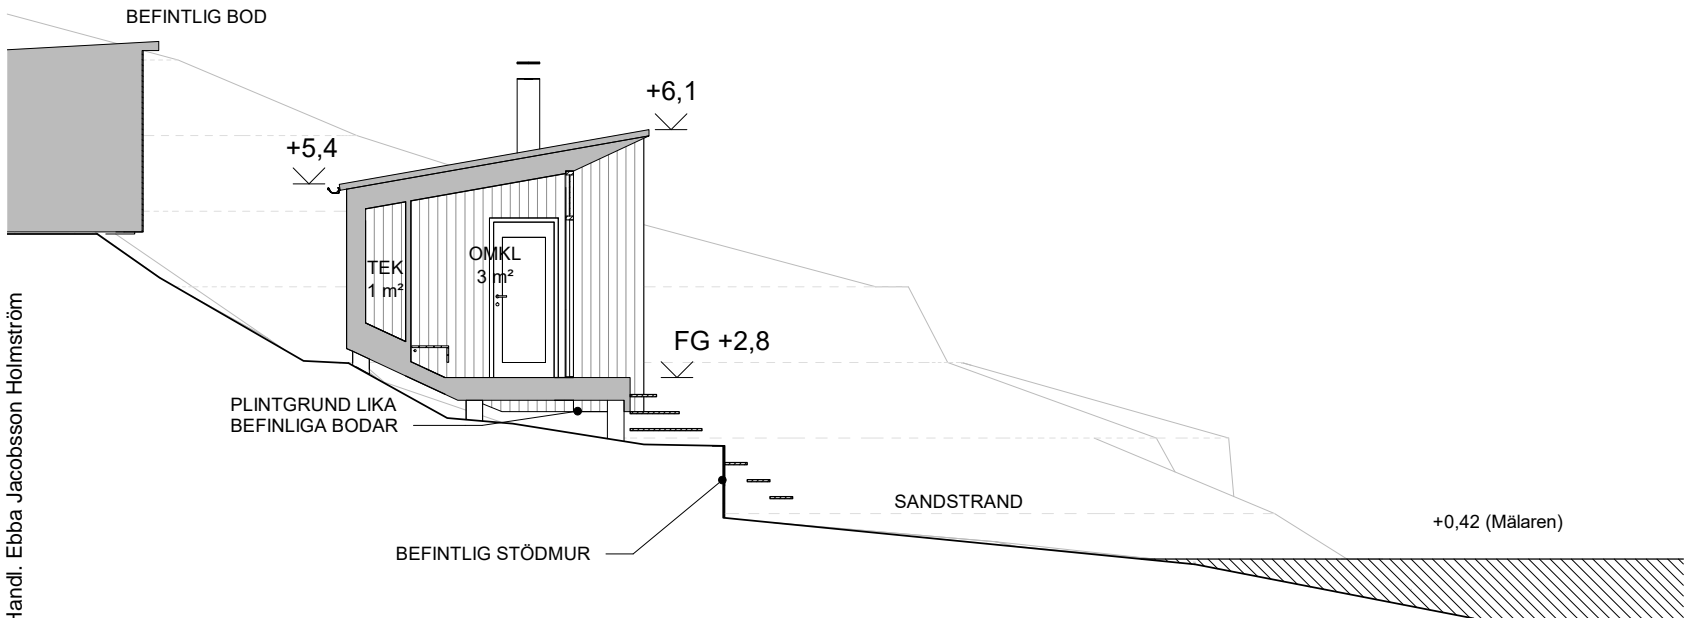 BEFINTLIG BOD
+6,1
+5,4
OMKL
3 m²
TEK
1 m²
FG +2,8
PLINTGRUND LIKA
BEFINLIGA BODAR
SANDSTRAND
+0,42 (Mälaren)
BEFINTLIG STÖDMUR
Handl. Ebba Jacobsson Holmström